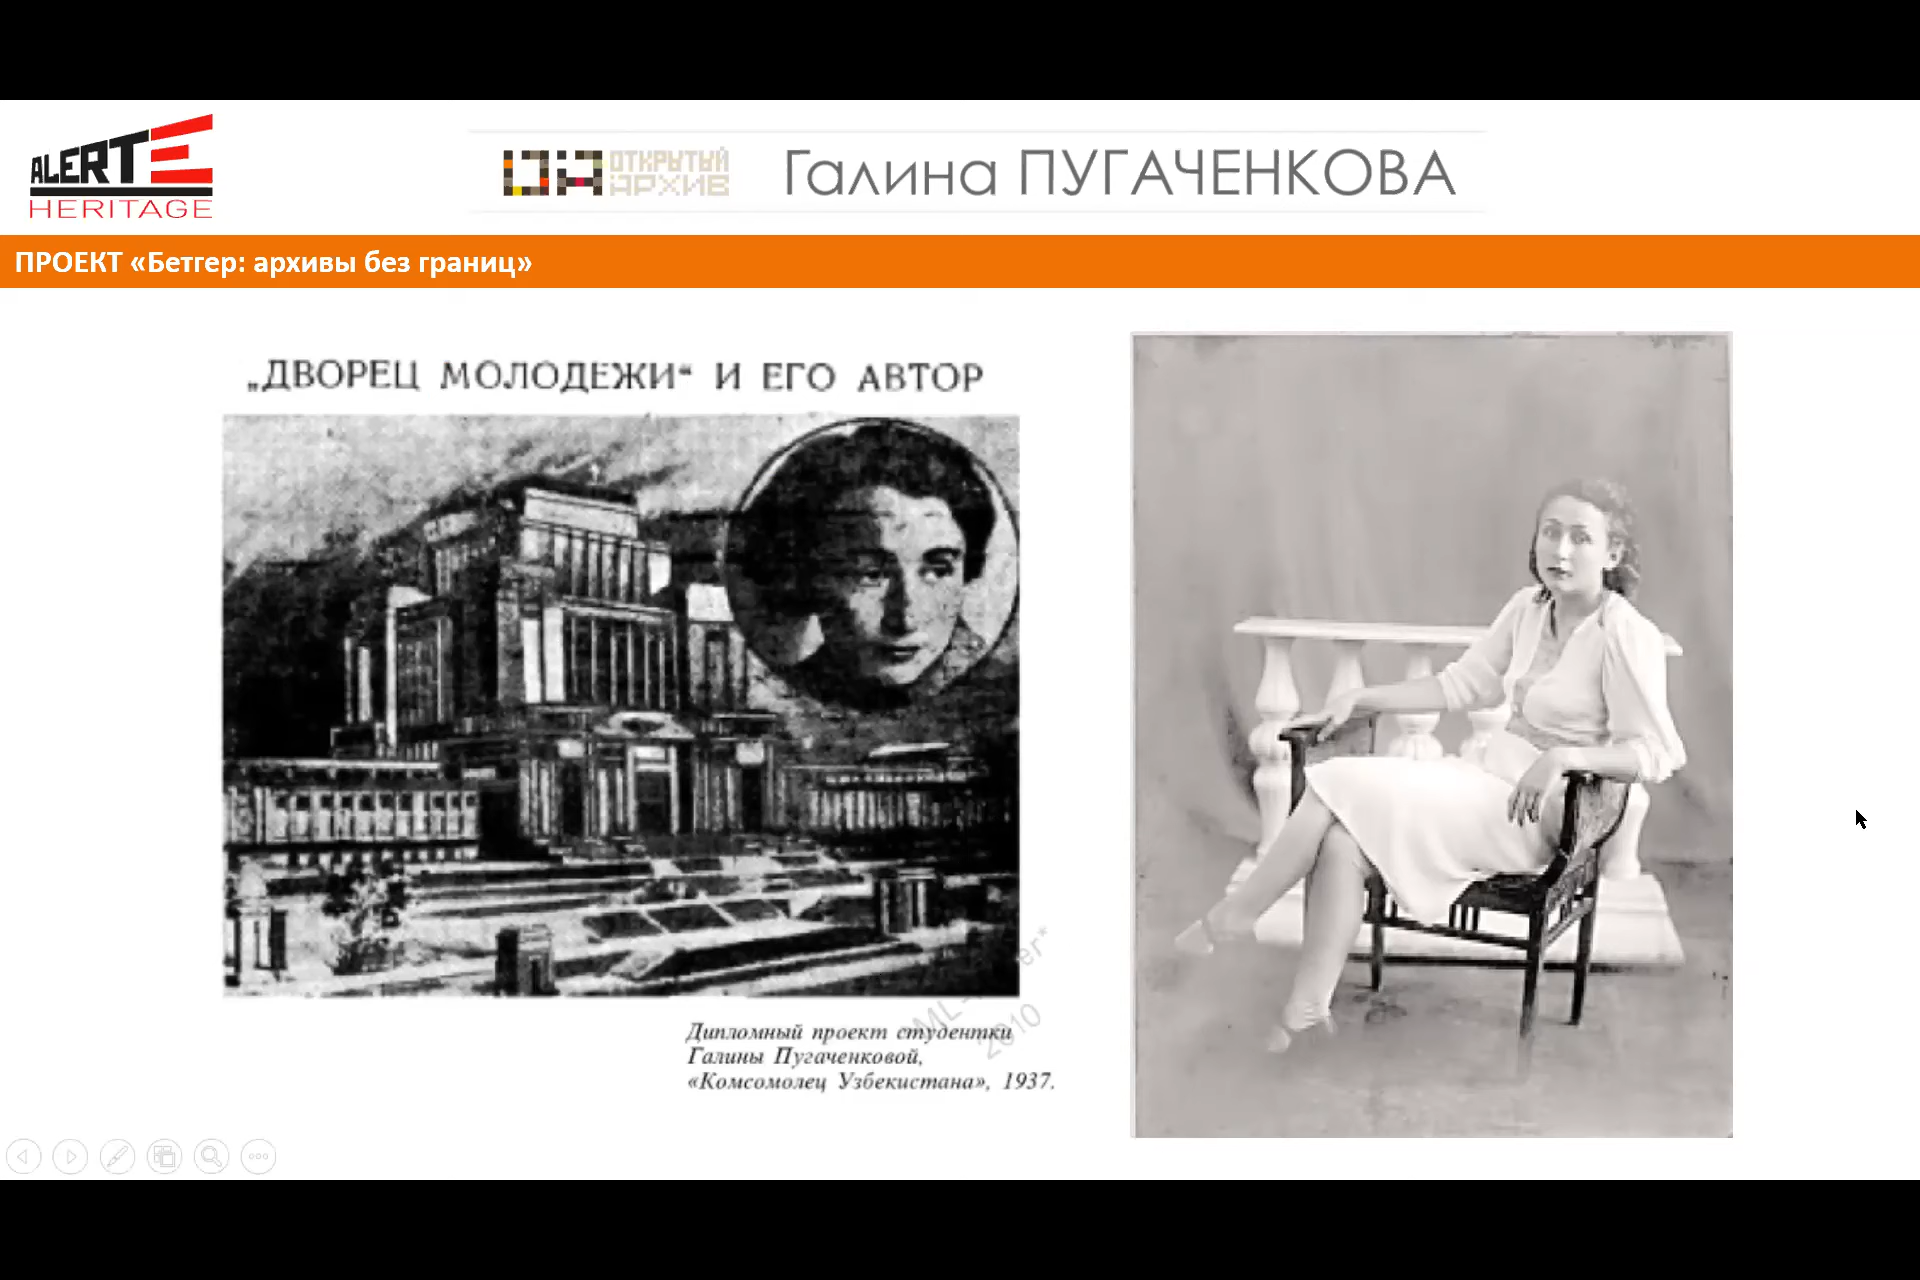 ALERTE
HERITAGE
ОТКРЫТЫЙ
АРХИВ
Галина ПУГАЧЕНКОВА
ПРОЕКТ «Бетгер: архивы без границ»
„ДВОРЕЦ МОЛОДЕЖИ“ И ЕГО АВТОР
Дипломный проект студентки
Галины Пугаченковой,
«Комсомолец Узбекистана», 1937.
2010